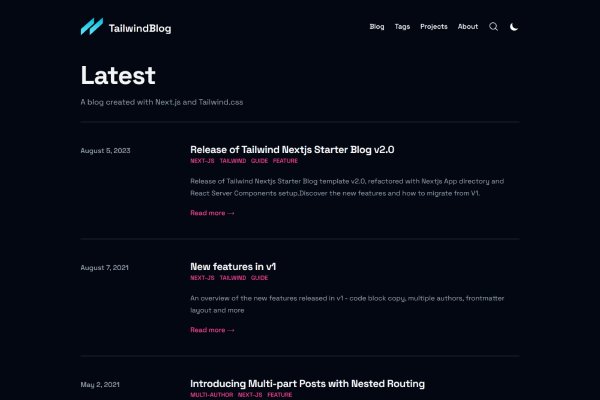 TailwindBlog
Blog Tags Projects About
Latest
A blog created with Next.js and Tailwind.css
August 5, 2023
Release of Tailwind Nextjs Starter Blog v2.0
NEXT-JS TAILWIND GUIDE FEATURE
Release of Tailwind Nextjs Starter Blog template v2.0, refactored with Nextjs App directory and
React Server Components setup.Discover the new features and how to migrate from V1.
Read more →
August 7, 2021
New features in v1
NEXT-JS TAILWIND GUIDE
An overview of the new features released in v1 - code block copy, multiple authors, frontmatter
layout and more
Read more →
May 2, 2021
Introducing Multi-part Posts with Nested Routing
MULTI-AUTHOR NEXT-JS FEATURE